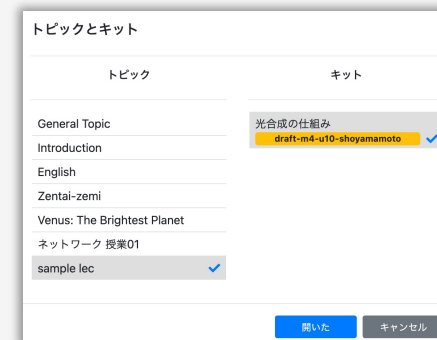 トピックとキット
トピック
キット
General Topic
Introduction
English
Zentai-zemi
Venus: The Brightest Planet
ネットワーク 授業01
sample lec
光合成の仕組み
draft-m4-u10-shoyamamoto
開いた
キャンセル